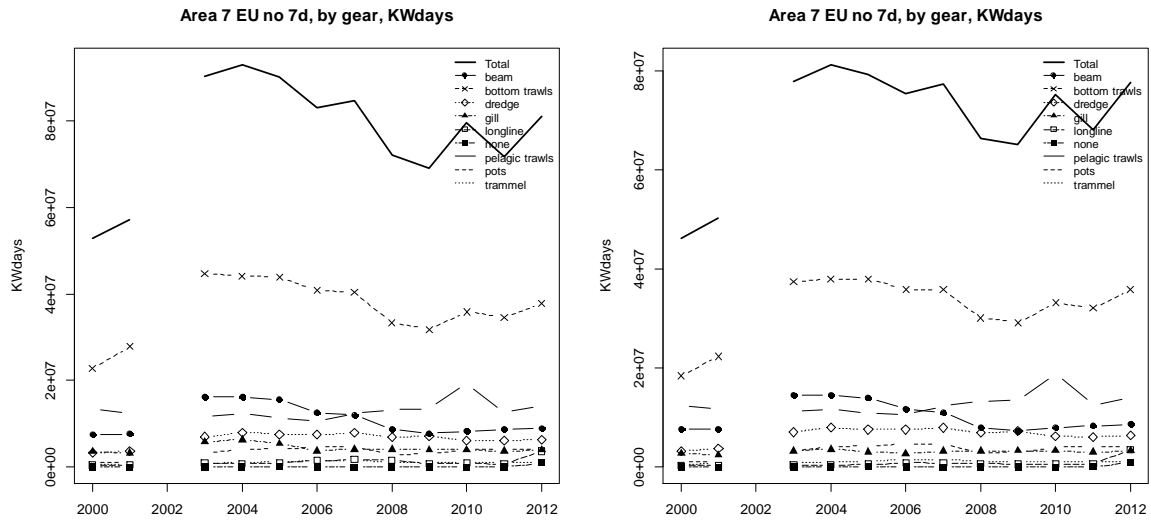 Area 7 EU no 7d, by gear, KWdays
KWdays
8e+07
6e+07
4e+07
2e+07
0e+00
2000 2002 2004 2006 2008 2010 2012
Total
beam
bottom trawls
dredge
gill
longline
none
pelagic trawls
pots
trammel
Area 7 EU no 7d, by gear, KWdays
KWdays
8e+07
6e+07
4e+07
2e+07
0e+00
2000 2002 2004 2006 2008 2010 2012
Total
beam
bottom trawls
dredge
gill
longline
none
pelagic trawls
pots
trammel